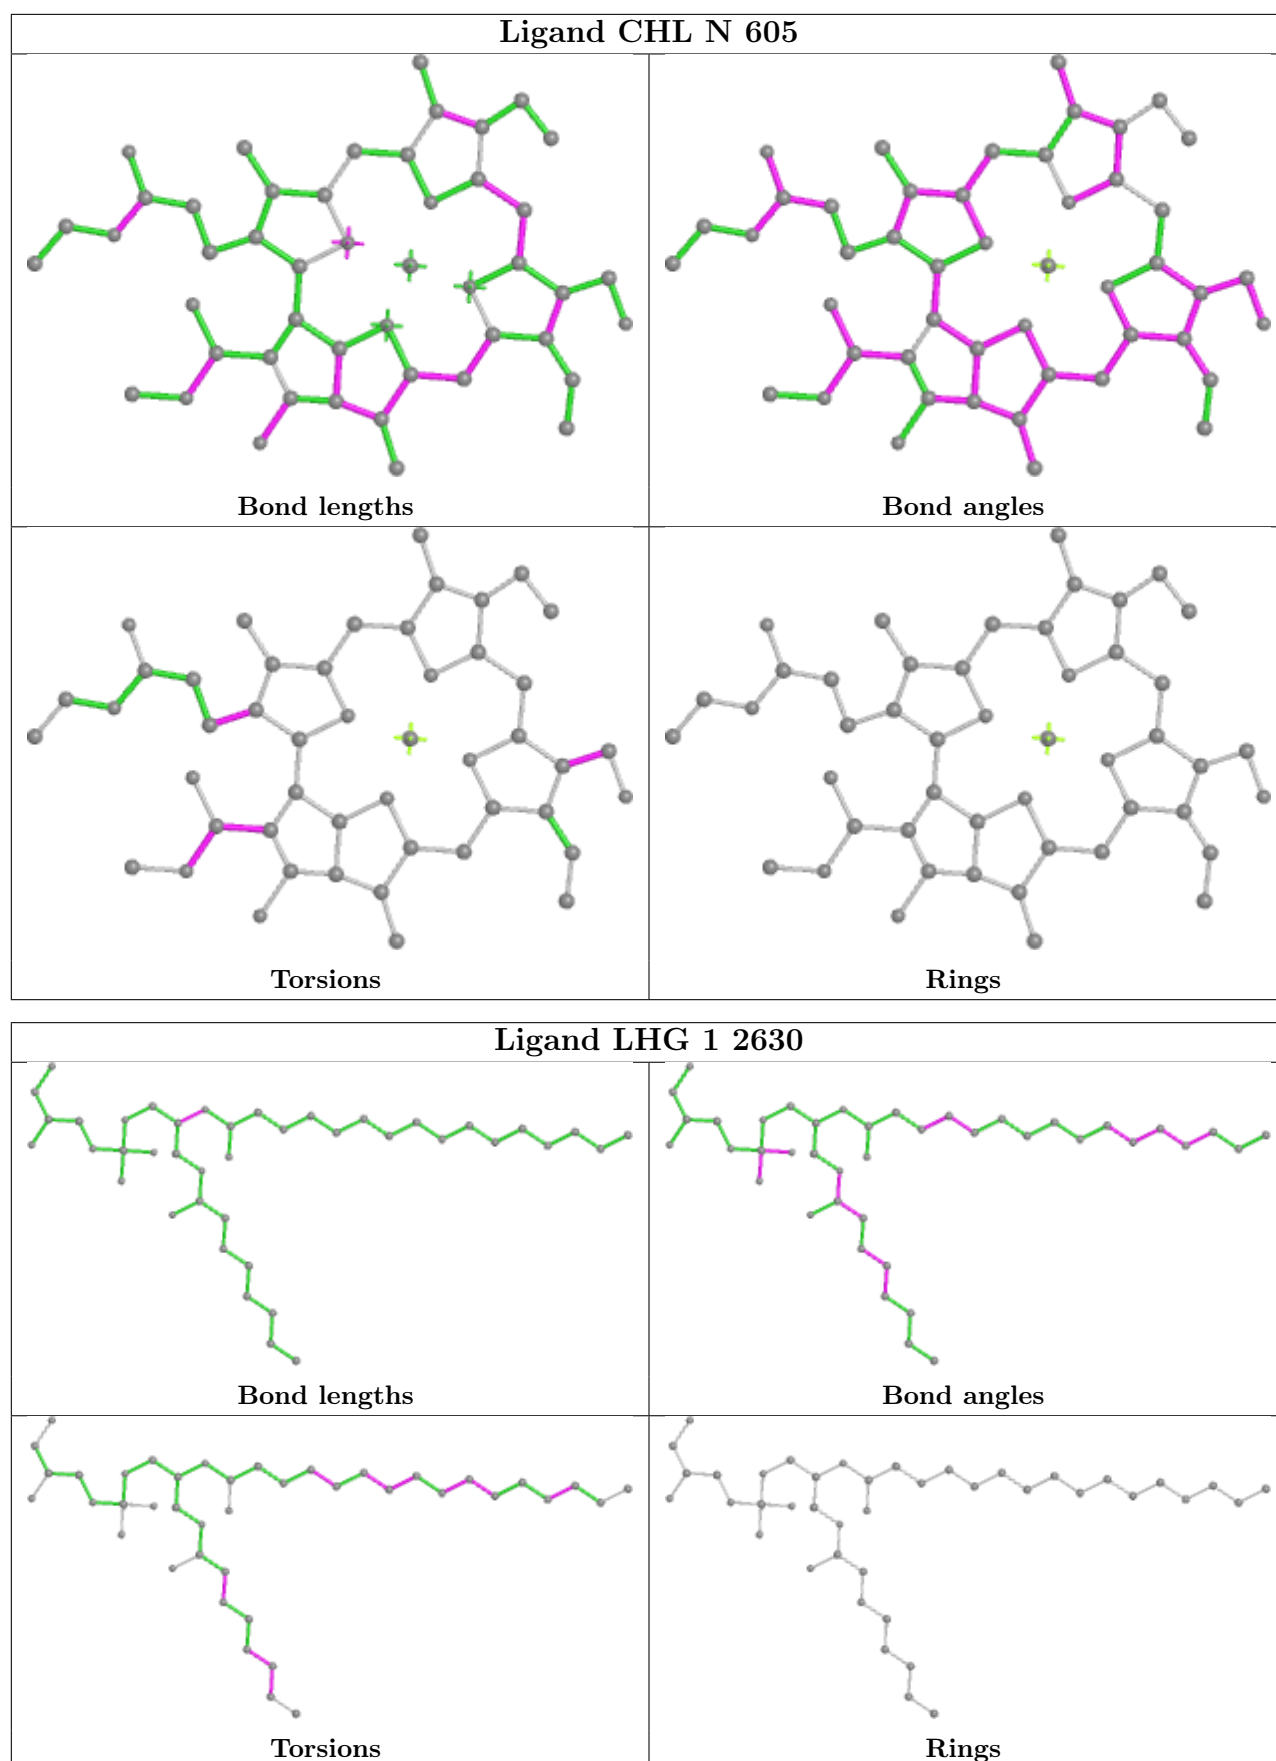 Ligand CHL N 605
Bond lengths
Bond angles
Torsions
Rings
Ligand LHG 1 2630
Bond lengths
Bond angles
Torsions
Rings